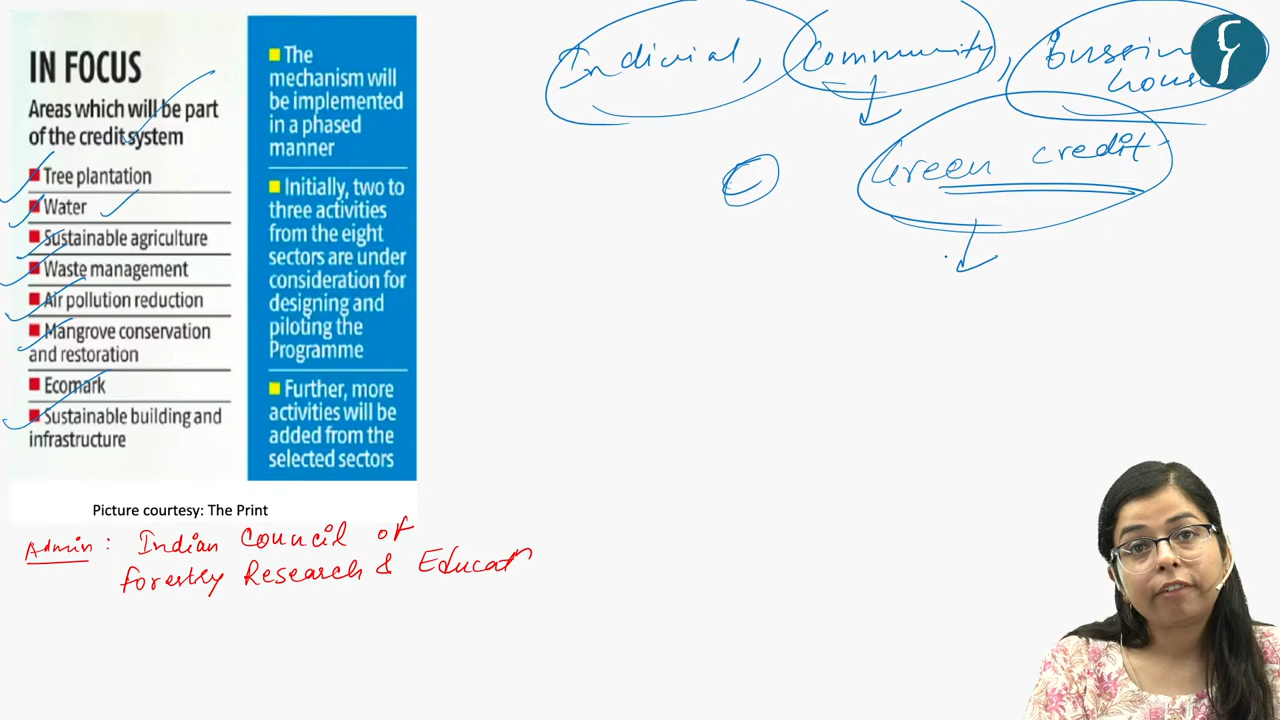 IN FOCUS
Areas which will be part
of the credit system
Tree plantation
Water
Sustainable agriculture
Waste management
Air pollution reduction
Mangrove conservation
and restoration
Ecomark
Sustainable building and
infrastructure
The
mechanism will
be implemented
in a phased
manner
Initially, two to
three activities
from the eight
sectors are under
consideration for
designing and
piloting the
Programme
Further, more
activities will be
added from the
selected sectors
Picture courtesy: The Print
Admin : Indian Council of
Forestry Research & Educatn
Indivial, Community, Bussin
hous
C
Green credit